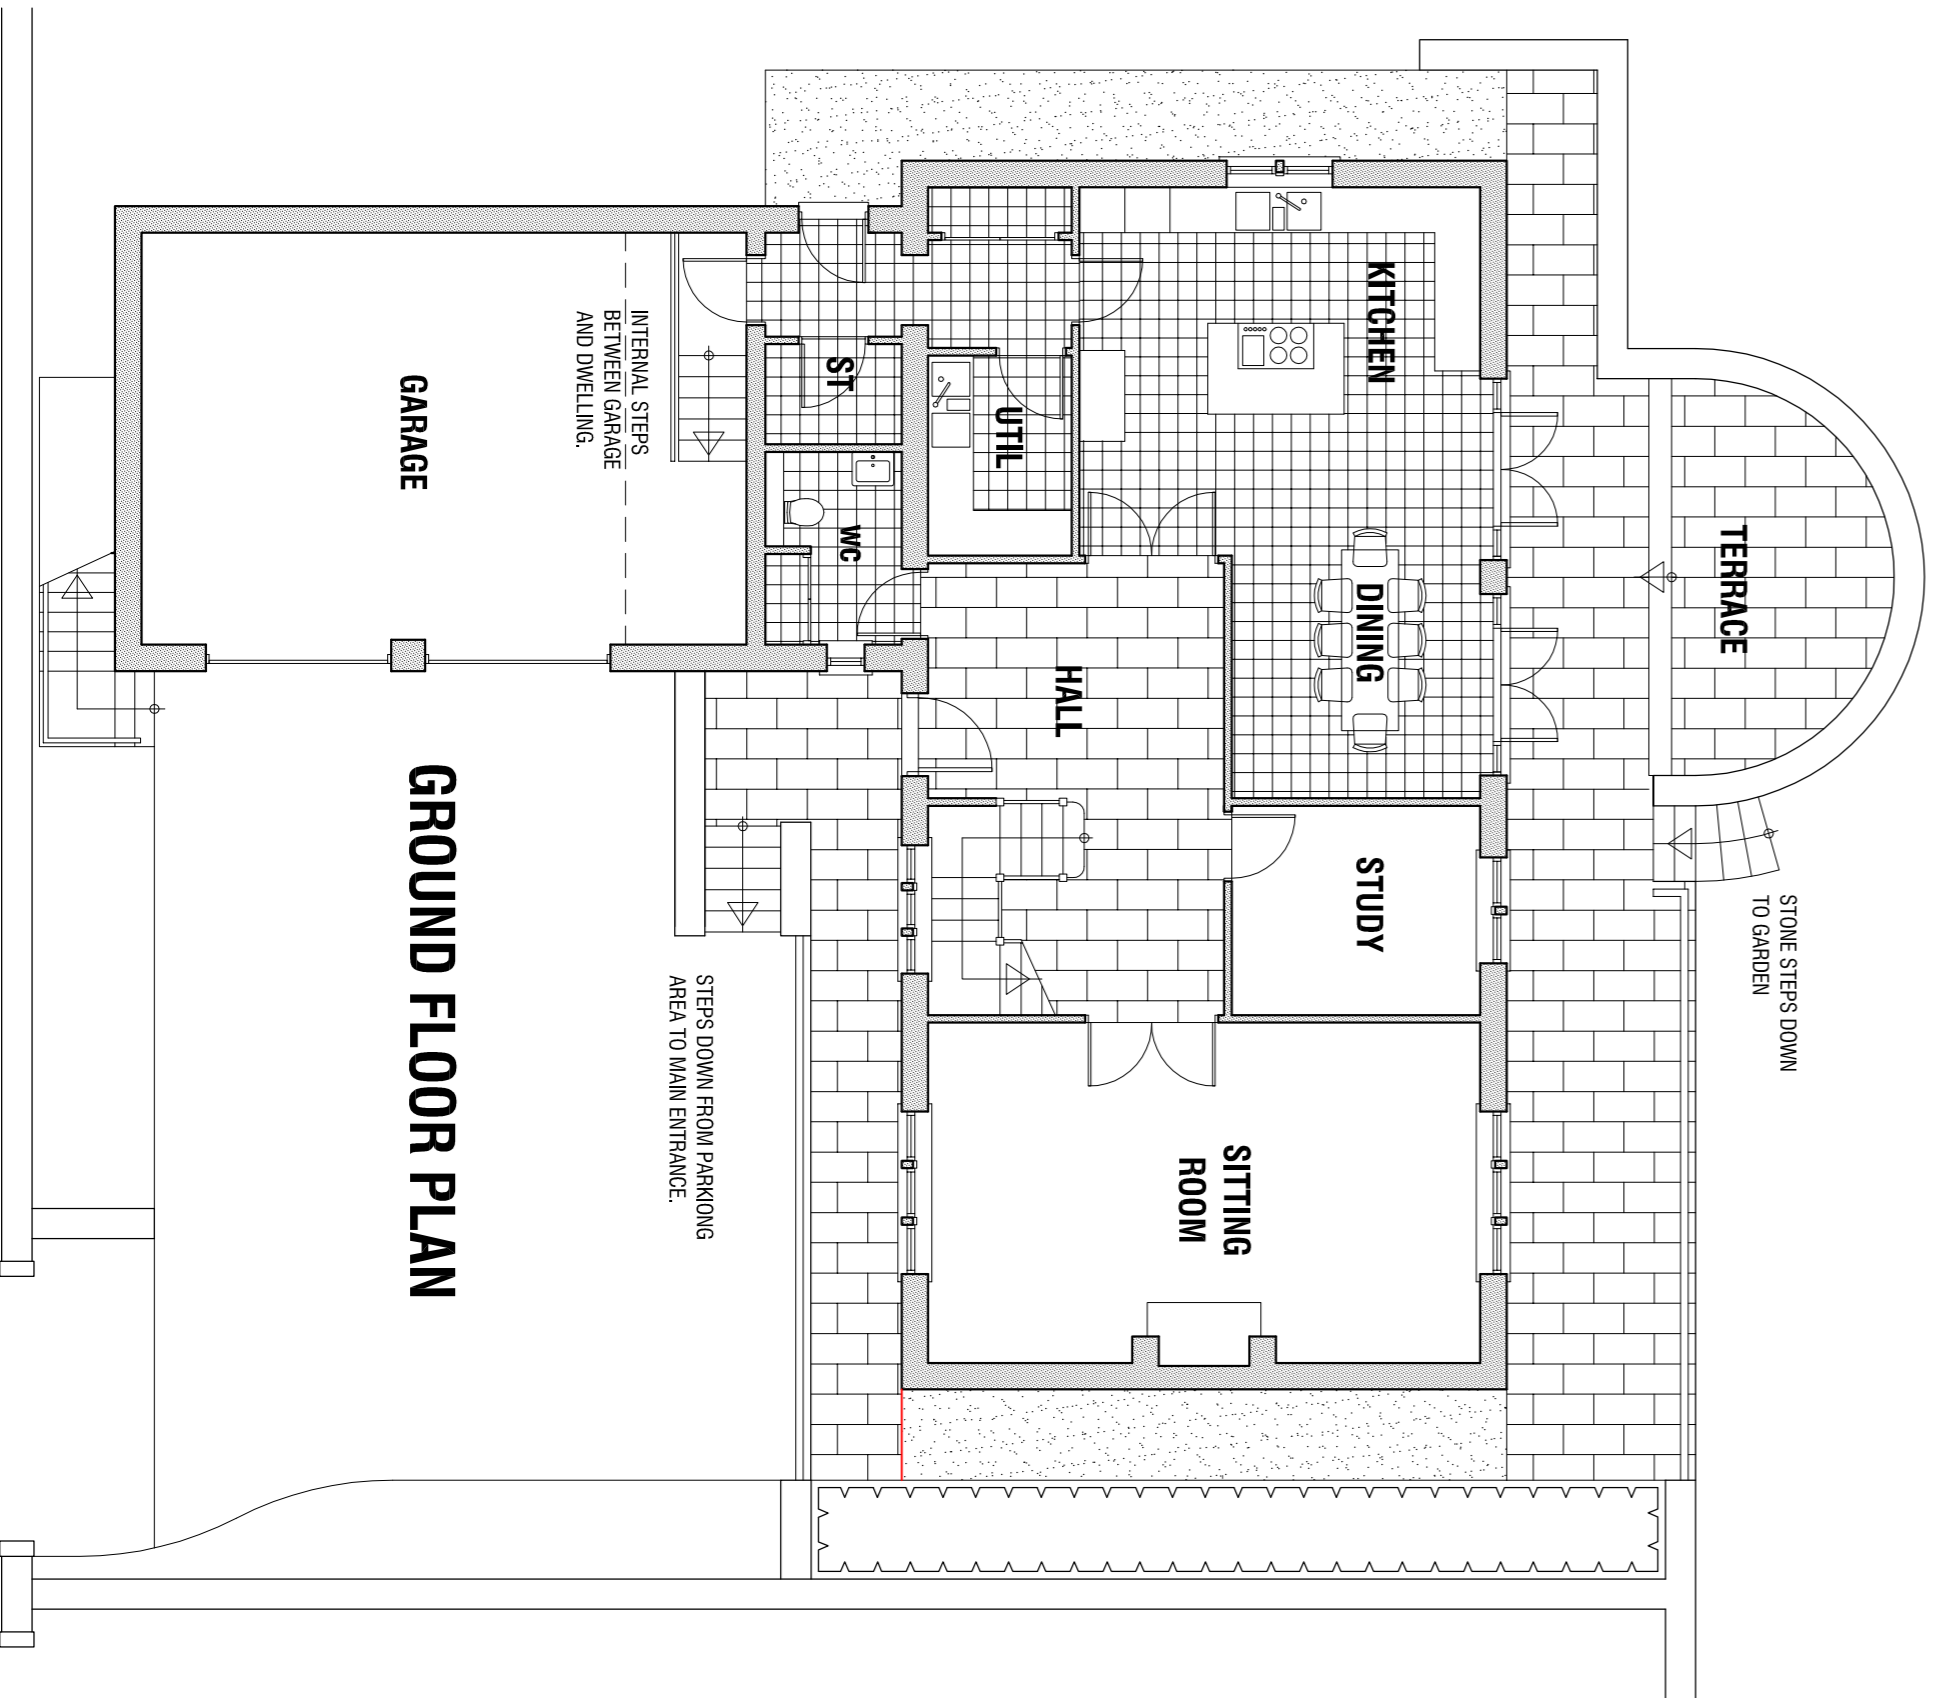 TERRACE
STONE STEPS DOWN
TO GARDEN
KITCHEN
DINING
STUDY
SITTING
ROOM
UTIL
HALL
ST
WC
INTERNAL STEPS
BETWEEN GARAGE
AND DWELLING.
STEPS DOWN FROM PARKIONG
AREA TO MAIN ENTRANCE.
GARAGE
GROUND FLOOR PLAN